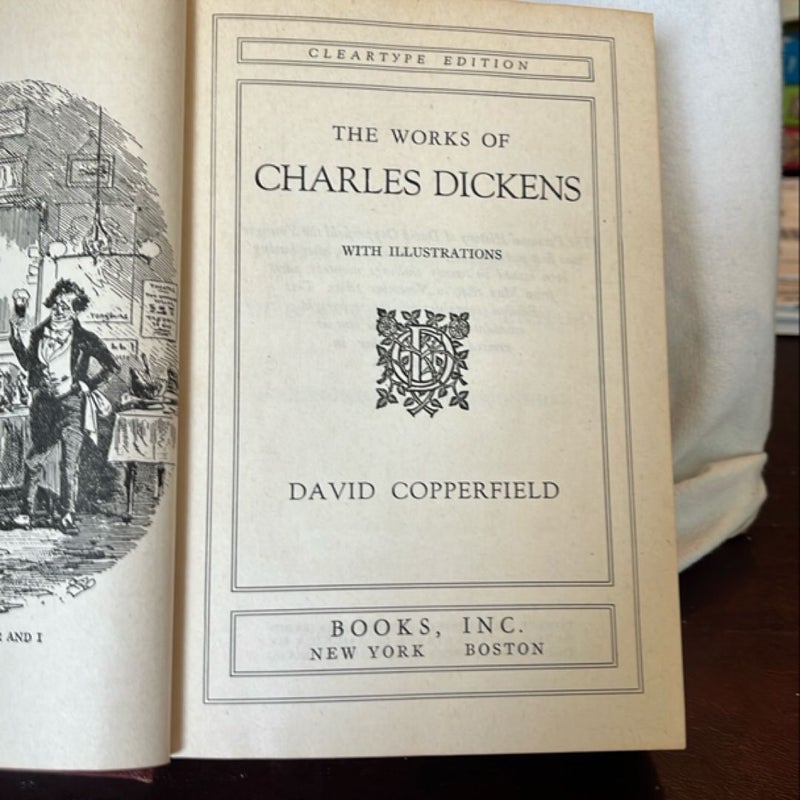 CLEARTYPE EDITION
THE WORKS OF
CHARLES DICKENS
WITH ILLUSTRATIONS
DAVID COPPERFIELD
BOOKS, INC.
NEW YORK BOSTON
AND I